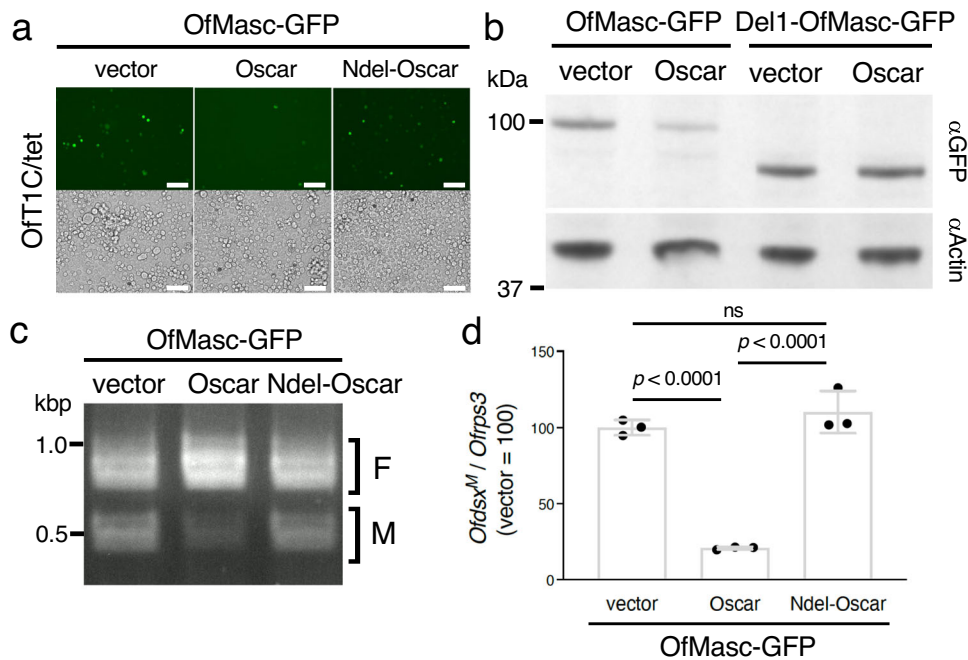 a
OfMasc-GFP
vector Oscar Ndel-Oscar
OfT1C/tet
b
OfMasc-GFP Del1-OfMasc-GFP
kDa
vector Oscar vector Oscar
100
37
αGFP
αActin
c
OfMasc-GFP
vector Oscar Ndel-Oscar
kbp
1.0
0.5
F
M
d
ns
p < 0.0001
p < 0.0001
Ofdsx^M / Ofrps3
(vector = 100)
150
100
50
0
vector Oscar Ndel-Oscar
OfMasc-GFP